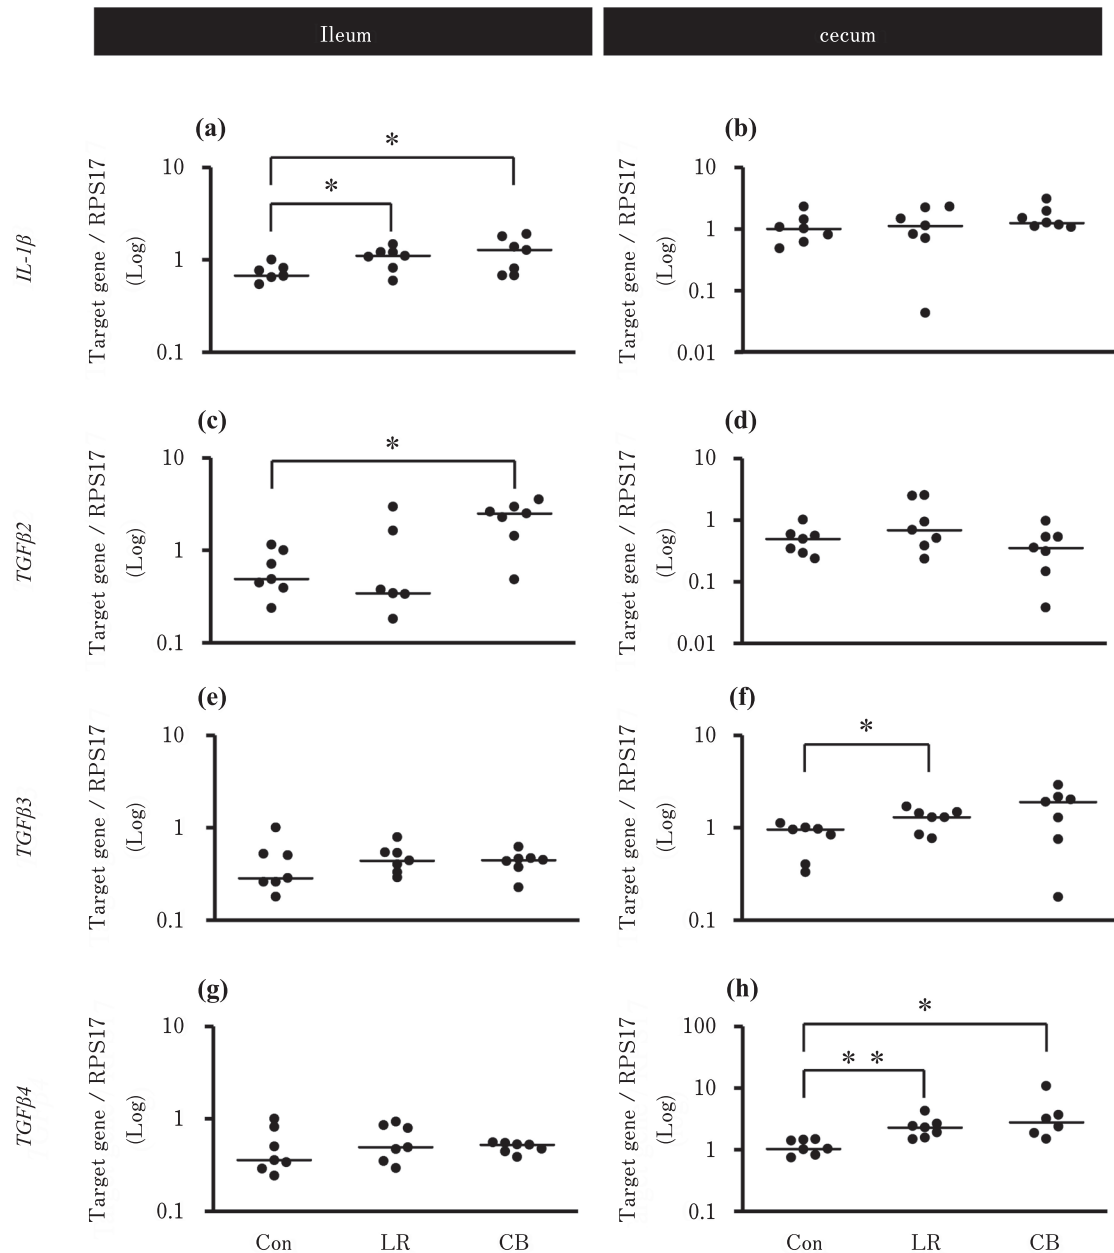 Ileum
cecum
IL-1β
(a)
Target gene / RPS17
(Log)
10
1
0.1
*
*
(b)
Target gene / RPS17
(Log)
10
1
0.1
0.01
TGFβ2
(c)
Target gene / RPS17
(Log)
10
1
0.1
*
(d)
Target gene / RPS17
(Log)
10
1
0.1
0.01
TGFβ3
(e)
Target gene / RPS17
(Log)
10
1
0.1
(f)
Target gene / RPS17
(Log)
10
1
0.1
*
TGFβ4
(g)
Target gene / RPS17
(Log)
10
1
0.1
Con LR CB
(h)
Target gene / RPS17
(Log)
100
10
1
0.1
*
* *
Con LR CB